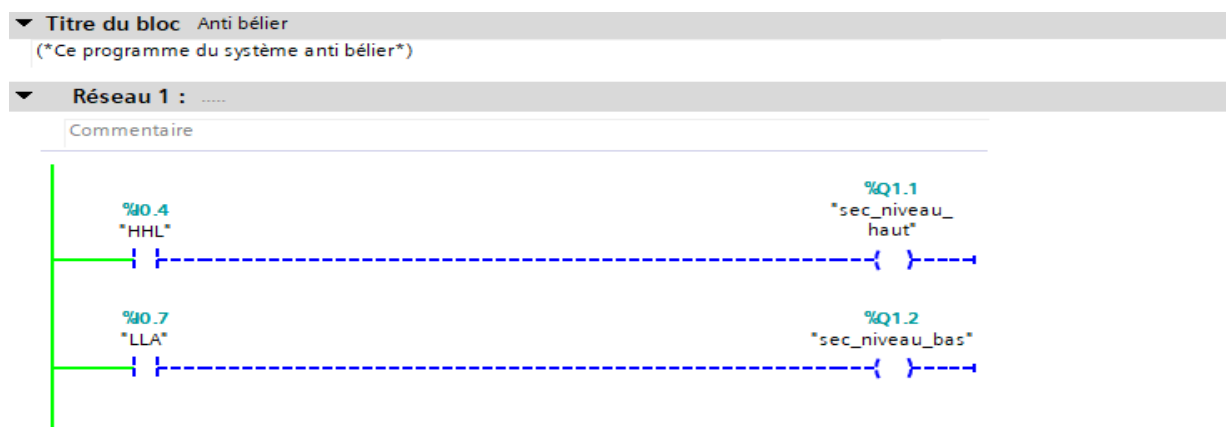 Titre du bloc Anti bélier
(*Ce programme du système anti bélier*)
Réseau 1 : .....
Commentaire
%Q1.1
%I0.4 "sec_niveau_
"HHL" haut"
%I0.7 %Q1.2
"LLA" "sec_niveau_bas"